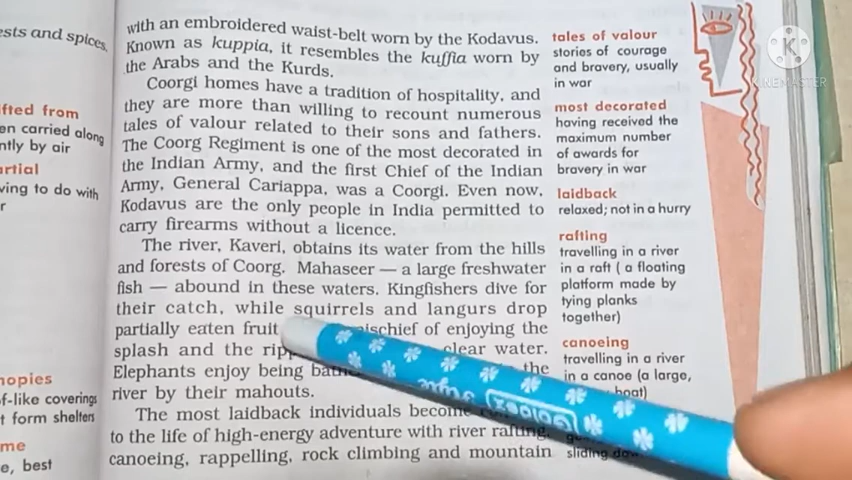 ests and spices,
ifted from
en carried along
ntly by air
artial
ving to do with
r
nopies
f-like coverings
t form shelters
me
e, best
with an embroidered waist-belt worn by the Kodavus.
Known as kuppia, it resembles the kuffia worn by
the Arabs and the Kurds.
Coorgi homes have a tradition of hospitality, and
they are more than willing to recount numerous
tales of valour related to their sons and fathers.
The Coorg Regiment is one of the most decorated in
the Indian Army, and the first Chief of the Indian
Army, General Cariappa, was a Coorgi. Even now,
Kodavus are the only people in India permitted to
carry firearms without a licence.
The river, Kaveri, obtains its water from the hills
and forests of Coorg. Mahaseer — a large freshwater
fish — abound in these waters. Kingfishers dive for
their catch, while squirrels and langurs drop
partially eaten fruit mischief of enjoying the
splash and the ripp clear water.
Elephants enjoy being bath the
river by their mahouts.
The most laidback individuals become
to the life of high-energy adventure with river rafting,
canoeing, rappelling, rock climbing and mountain
tales of valour
stories of courage
and bravery, usually
in war
most decorated
having received the
maximum number
of awards for
bravery in war
laidback
relaxed; not in a hurry
rafting
travelling in a river
in a raft ( a floating
platform made by
tying planks
together)
canoeing
travelling in a river
in a canoe (a large,
boat)
sliding down
K
KINEMASTER